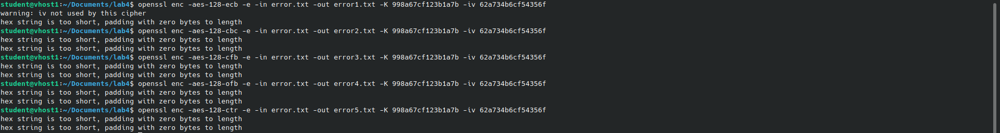 student@vhost1:~/Documents/lab4$ openssl enc -aes-128-ecb -e -in error.txt -out error1.txt -K 998a67cf123b1a7b -iv 62a734b6cf54356f
warning: iv not used by this cipher
hex string is too short, padding with zero bytes to length
student@vhost1:~/Documents/lab4$ openssl enc -aes-128-cbc -e -in error.txt -out error2.txt -K 998a67cf123b1a7b -iv 62a734b6cf54356f
hex string is too short, padding with zero bytes to length
hex string is too short, padding with zero bytes to length
student@vhost1:~/Documents/lab4$ openssl enc -aes-128-cfb -e -in error.txt -out error3.txt -K 998a67cf123b1a7b -iv 62a734b6cf54356f
hex string is too short, padding with zero bytes to length
hex string is too short, padding with zero bytes to length
student@vhost1:~/Documents/lab4$ openssl enc -aes-128-ofb -e -in error.txt -out error4.txt -K 998a67cf123b1a7b -iv 62a734b6cf54356f
hex string is too short, padding with zero bytes to length
hex string is too short, padding with zero bytes to length
student@vhost1:~/Documents/lab4$ openssl enc -aes-128-ctr -e -in error.txt -out error5.txt -K 998a67cf123b1a7b -iv 62a734b6cf54356f
hex string is too short, padding with zero bytes to length
hex string is too short, padding with zero bytes to length